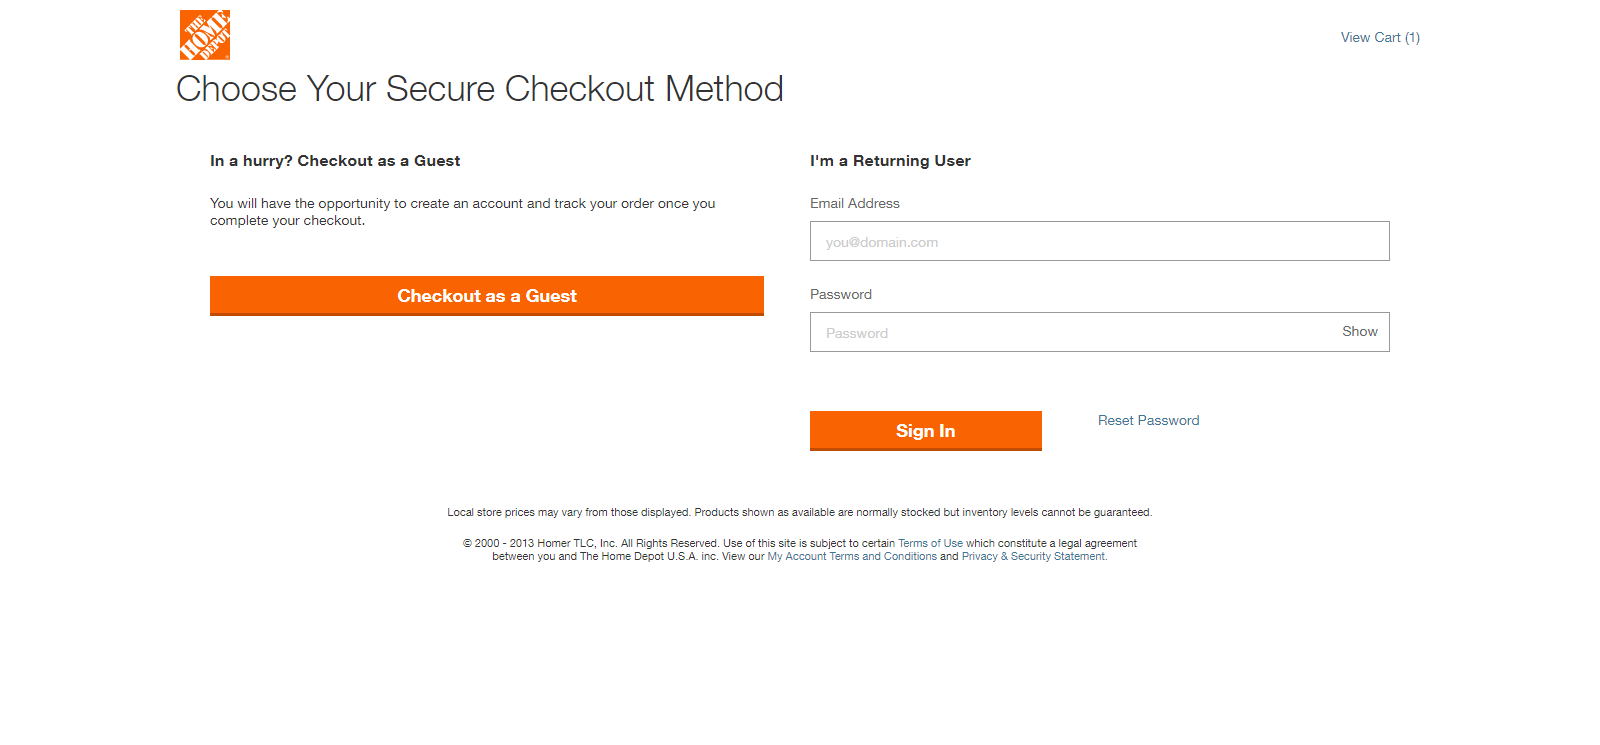 THE
HOME
DEPOT
View Cart (1)
Choose Your Secure Checkout Method
In a hurry? Checkout as a Guest
You will have the opportunity to create an account and track your order once you
complete your checkout.
Checkout as a Guest
I'm a Returning User
Email Address
you@domain.com
Password
Password
Show
Sign In
Reset Password
Local store prices may vary from those displayed. Products shown as available are normally stocked but inventory levels cannot be guaranteed.
© 2000 - 2013 Homer TLC, Inc. All Rights Reserved. Use of this site is subject to certain Terms of Use which constitute a legal agreement
between you and The Home Depot U.S.A. inc. View our My Account Terms and Conditions and Privacy & Security Statement.